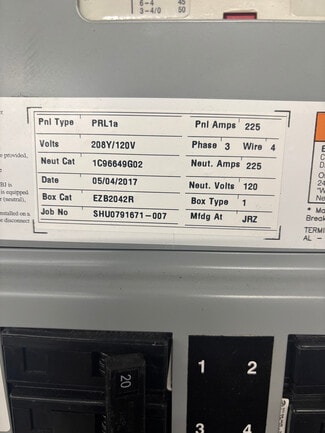 6-4 45
3-4/0 50
Pnl Type PRL1a Pnl Amps 225
Volts 208Y/120V Phase 3 Wire 4
Neut Cat 1C96649G02 Neut. Amps 225
Date 05/04/2017 Neut. Volts 120
Box Cat EZB2042R Box Type 1
Job No SHU0791671-007 Mfdg At JRZ
provided,
BI is
is equipped
neutral),
nstalled on a
disconnect
Break
TERMI
AL –
20
1 2
3 4